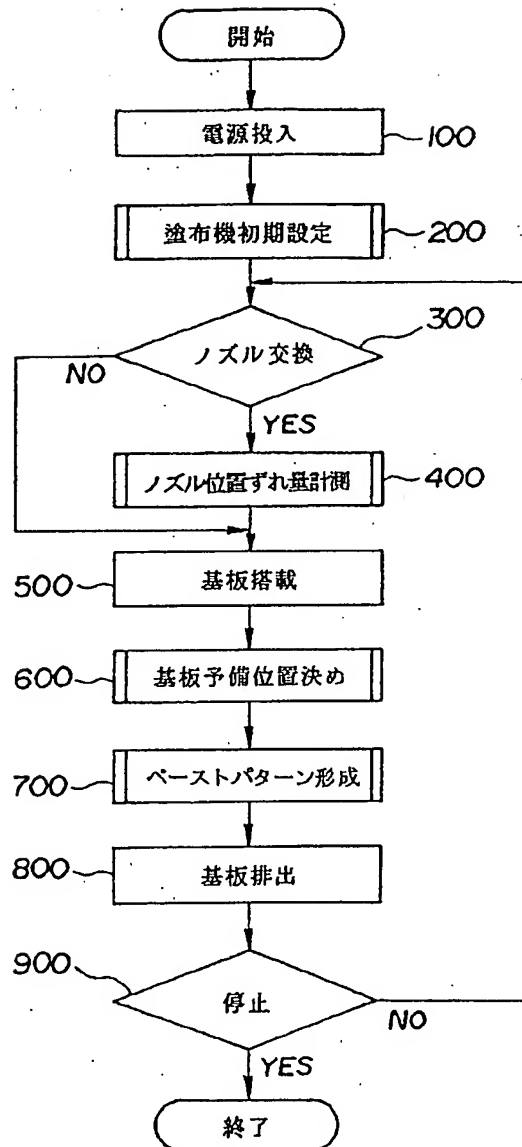 開始
電源投入
100
塗布機初期設定
200
ノズル交換
300
NO
YES
ノズル位置ずれ量計測
400
500
基板搭載
600
基板予備位置決め
700
ペーストパターン形成
800
基板排出
900
停止
NO
YES
終了